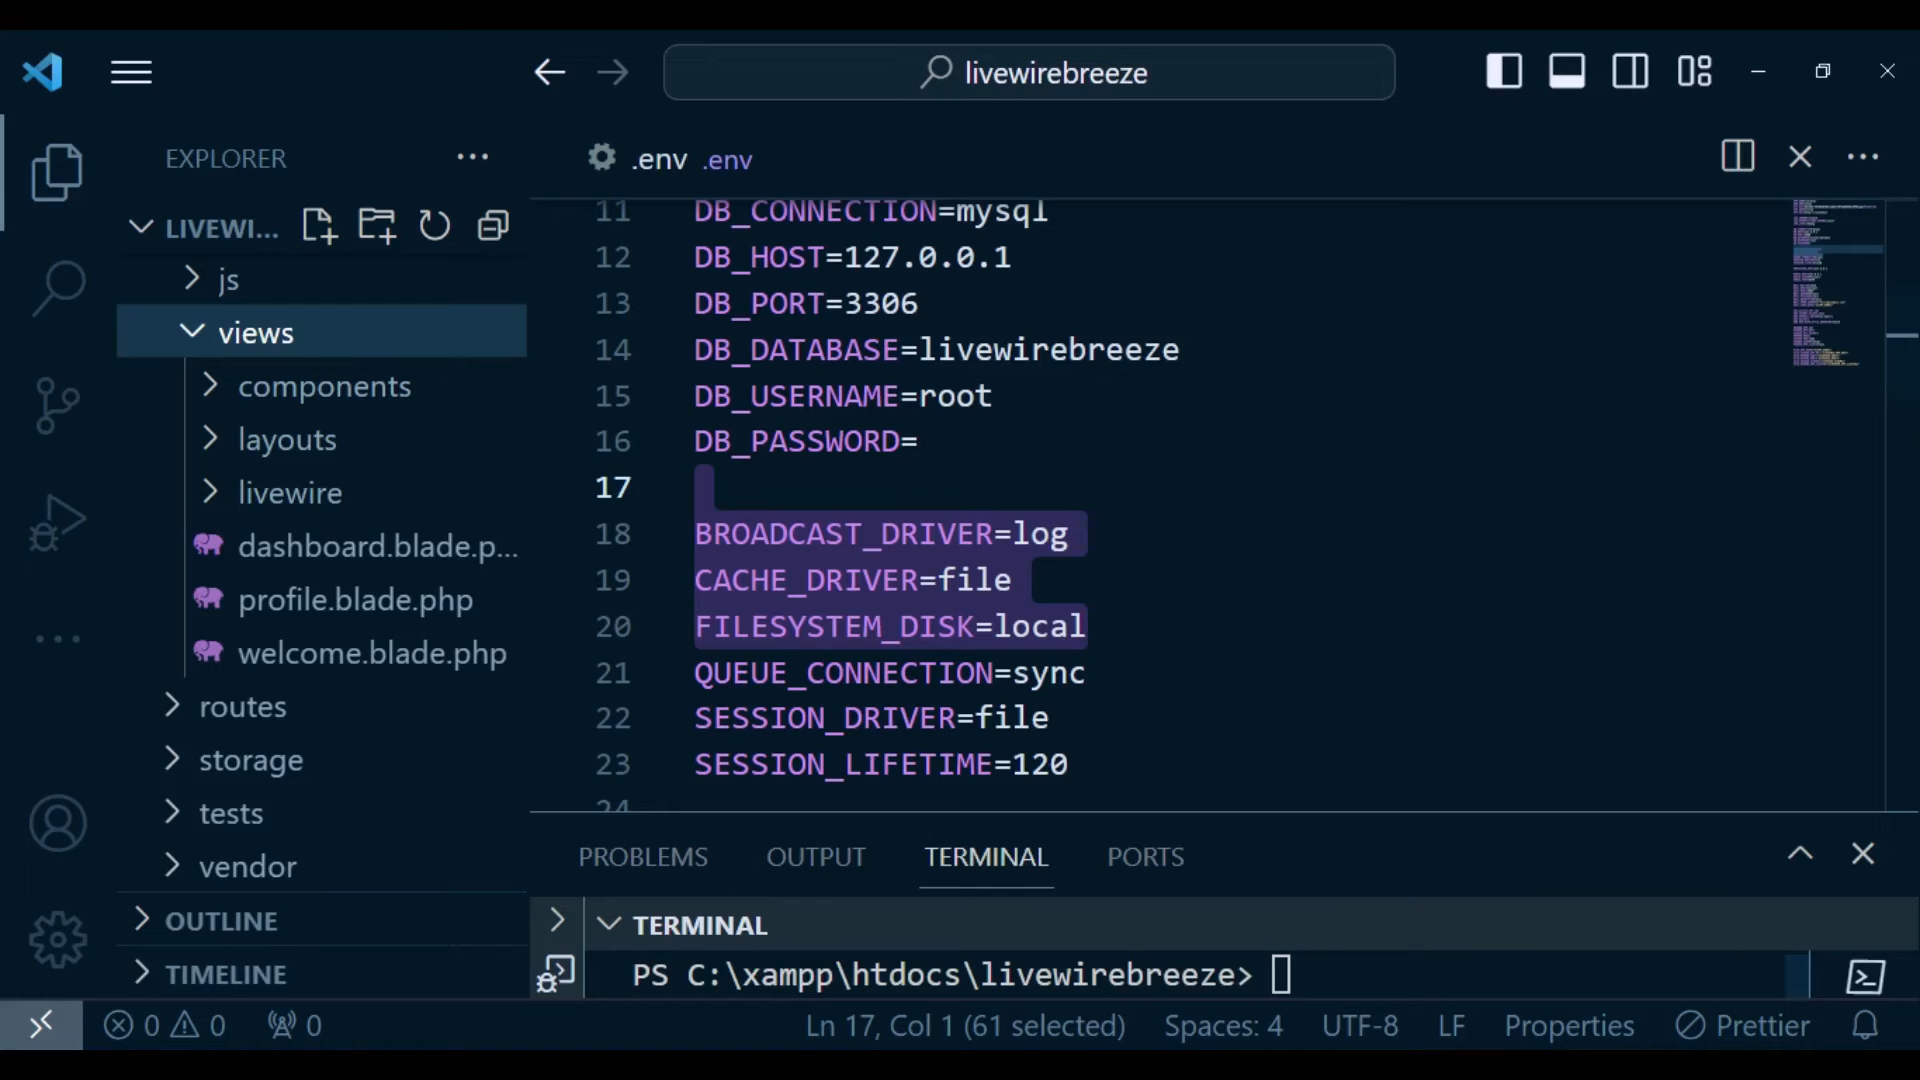 livewirebreeze
EXPLORER
.env .env
LIVEWI...
js
views
components
layouts
livewire
dashboard.blade.p...
profile.blade.php
welcome.blade.php
routes
storage
tests
vendor
OUTLINE
TIMELINE
11 DB_CONNECTION=mysql
12 DB_HOST=127.0.0.1
13 DB_PORT=3306
14 DB_DATABASE=livewirebreeze
15 DB_USERNAME=root
16 DB_PASSWORD=
17
18 BROADCAST_DRIVER=log
19 CACHE_DRIVER=file
20 FILESYSTEM_DISK=local
21 QUEUE_CONNECTION=sync
22 SESSION_DRIVER=file
23 SESSION_LIFETIME=120
24
PROBLEMS OUTPUT TERMINAL PORTS
TERMINAL
PS C:\xampp\htdocs\livewirebreeze>
0 0 0 Ln 17, Col 1 (61 selected) Spaces: 4 UTF-8 LF Properties Prettier